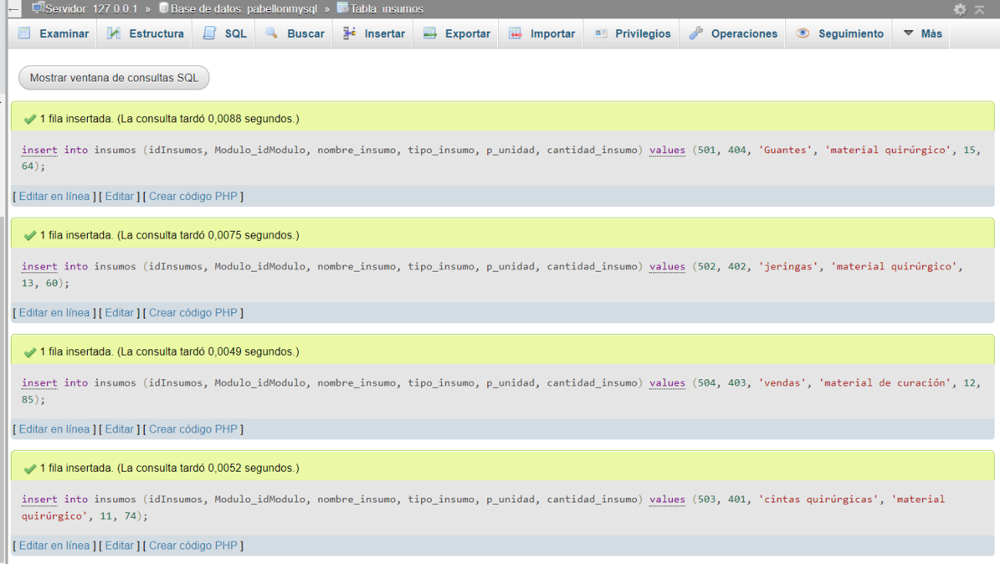 Servidor: 127.0.0.1 » Base de datos: pabellonmysql » Tabla: insumos
Examinar Estructura SQL Buscar Insertar Exportar Importar Privilegios Operaciones Seguimiento Más
Mostrar ventana de consultas SQL
1 fila insertada. (La consulta tardó 0,0088 segundos.)
insert into insumos (idInsumos, Modulo_idModulo, nombre_insumo, tipo_insumo, p_unidad, cantidad_insumo) values (501, 404, 'Guantes', 'material quirúrgico', 15,
64);
[ Editar en línea ] [ Editar ] [ Crear código PHP ]
1 fila insertada. (La consulta tardó 0,0075 segundos.)
insert into insumos (idInsumos, Modulo_idModulo, nombre_insumo, tipo_insumo, p_unidad, cantidad_insumo) values (502, 402, 'jeringas', 'material quirúrgico',
13, 60);
[ Editar en línea ] [ Editar ] [ Crear código PHP ]
1 fila insertada. (La consulta tardó 0,0049 segundos.)
insert into insumos (idInsumos, Modulo_idModulo, nombre_insumo, tipo_insumo, p_unidad, cantidad_insumo) values (504, 403, 'vendas', 'material de curación', 12,
85);
[ Editar en línea ] [ Editar ] [ Crear código PHP ]
1 fila insertada. (La consulta tardó 0,0052 segundos.)
insert into insumos (idInsumos, Modulo_idModulo, nombre_insumo, tipo_insumo, p_unidad, cantidad_insumo) values (503, 401, 'cintas quirúrgicas', 'material
quirúrgico', 11, 74);
[ Editar en línea ] [ Editar ] [ Crear código PHP ]